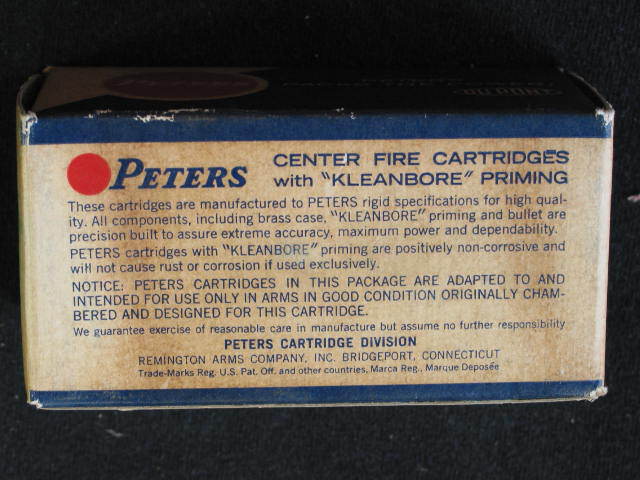 PETERS
CENTER FIRE CARTRIDGES
with "KLEANBORE" PRIMING
These cartridges are manufactured to PETERS rigid specifications for high qual-
ity. All components, including brass case, "KLEANBORE" priming and bullet are
precision built to assure extreme accuracy, maximum power and dependability.
PETERS cartridges with "KLEANBORE" priming are positively non-corrosive and
will not cause rust or corrosion if used exclusively.
NOTICE: PETERS CARTRIDGES IN THIS PACKAGE ARE ADAPTED TO AND
INTENDED FOR USE ONLY IN ARMS IN GOOD CONDITION ORIGINALLY CHAM-
BERED AND DESIGNED FOR THIS CARTRIDGE.
We guarantee exercise of reasonable care in manufacture but assume no further responsibility
PETERS CARTRIDGE DIVISION
REMINGTON ARMS COMPANY, INC. BRIDGEPORT, CONNECTICUT
Trade-Marks Reg. U.S. Pat. Off. and other countries, Marca Reg., Marque Deposée